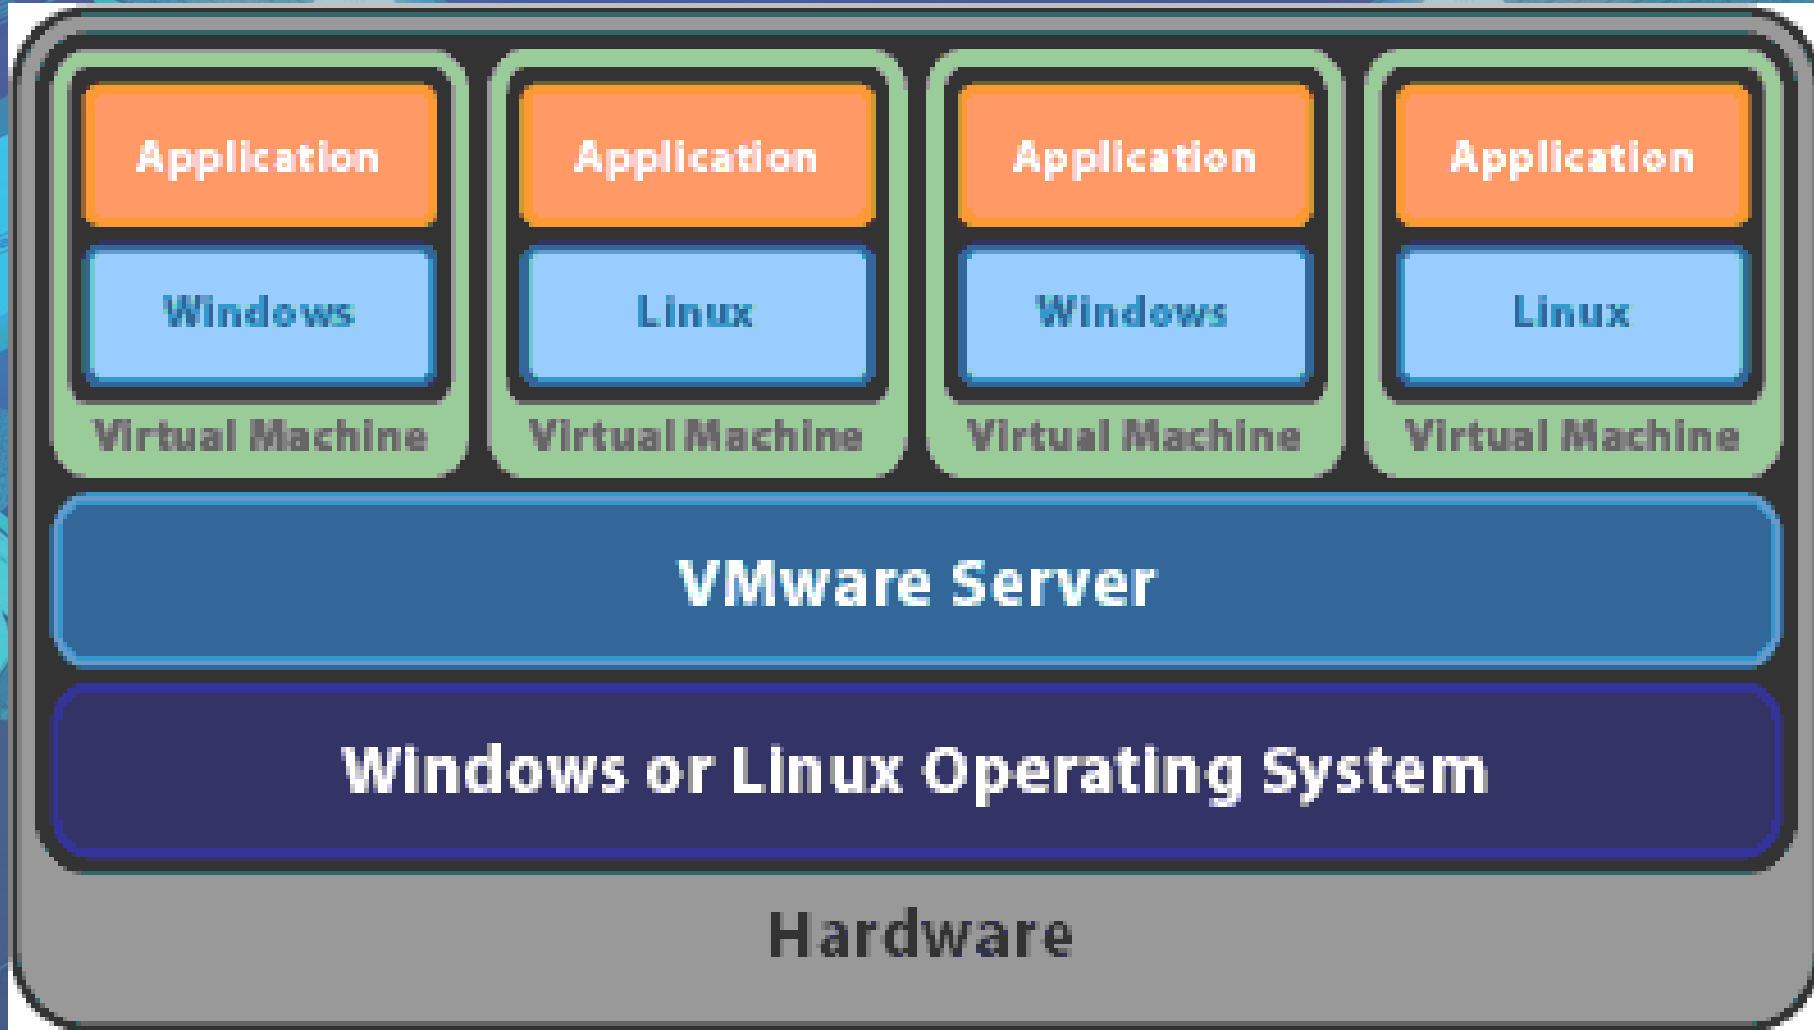 Application Application Application Application
Windows Linux Windows Linux
Virtual Machine Virtual Machine Virtual Machine Virtual Machine
VMware Server
Windows or Linux Operating System
Hardware